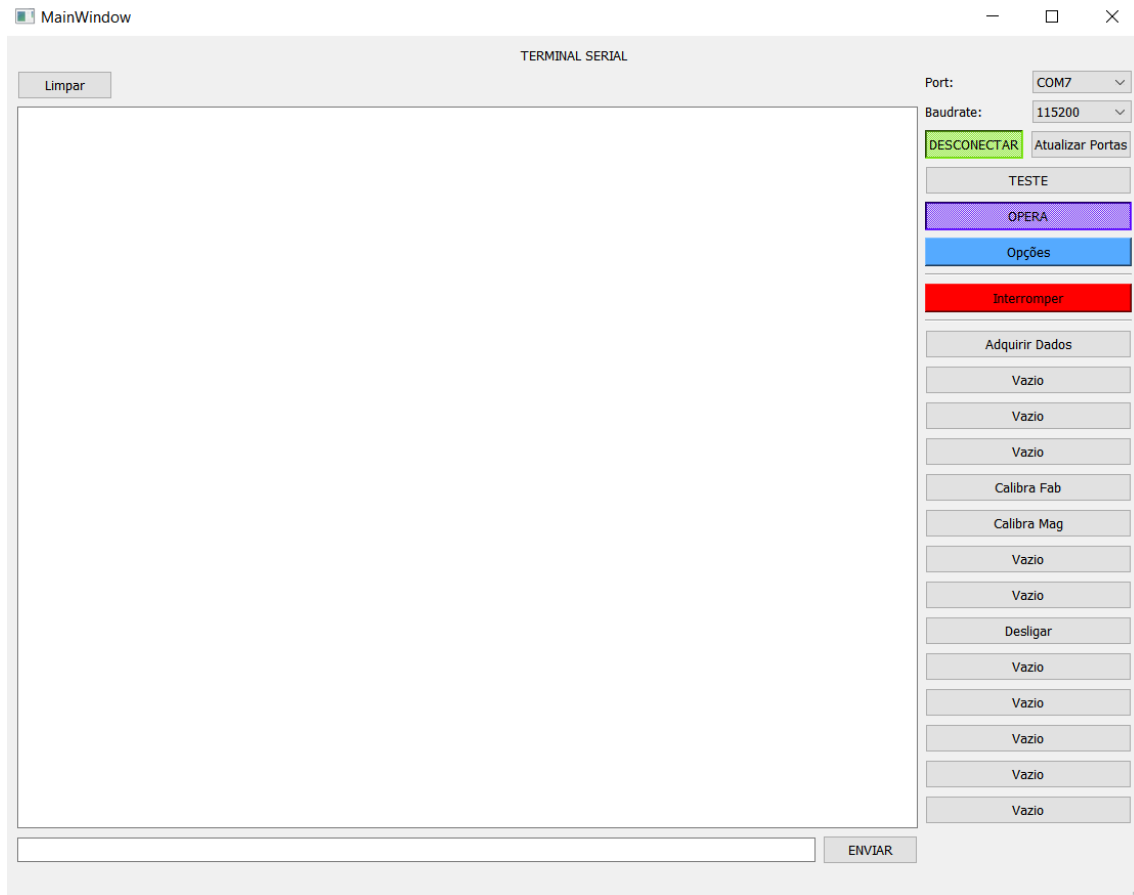 MainWindow
TERMINAL SERIAL
Limpar
Port:
COM7
Baudrate:
115200
DESCONECTAR
Atualizar Portas
TESTE
OPERA
Opções
Interromper
Adquirir Dados
Vazio
Vazio
Vazio
Calibra Fab
Calibra Mag
Vazio
Vazio
Desligar
Vazio
Vazio
Vazio
Vazio
Vazio
ENVIAR